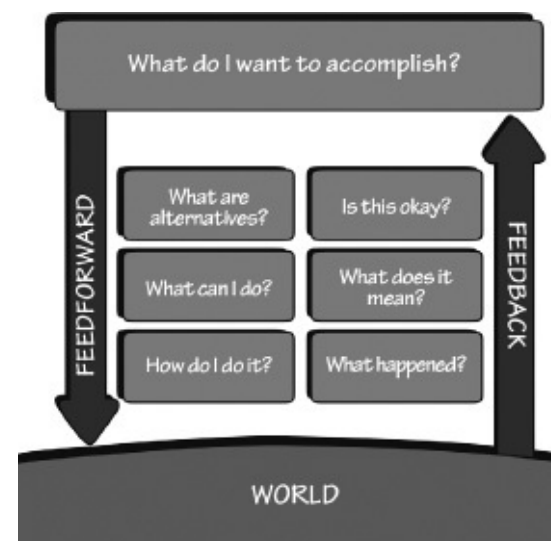 What do I want to accomplish?
FEEDFORWARD
What are
alternatives?
What can I do?
How do I do it?
Is this okay?
What does it
mean?
What happened?
FEEDBACK
WORLD